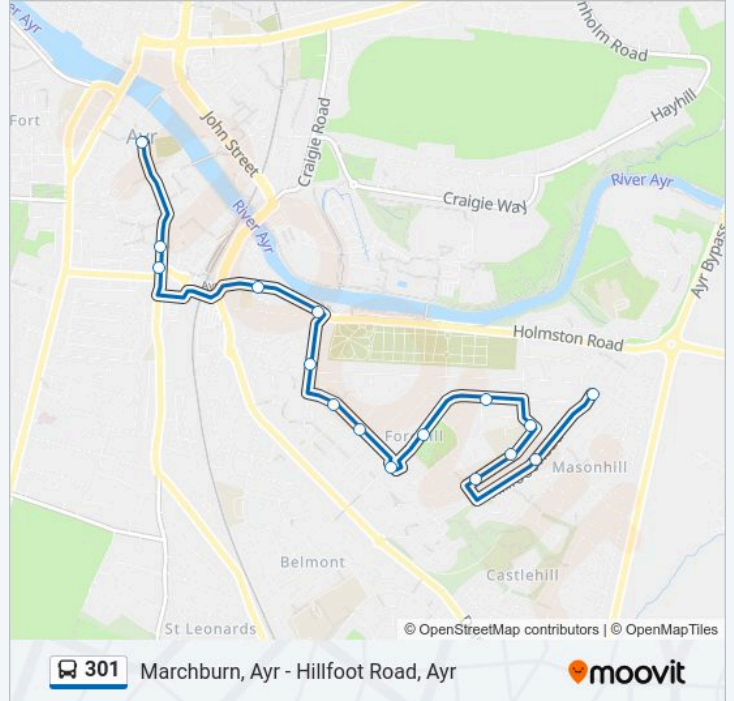 er Ayr
nholm Road
Fort
Ayr
John Street
Craigie Road
Hayhill
River Ayr
Craigie Way
River Ayr
Ayr Bypass
Holmston Road
Masonhill
Belmont
Castlehill
St Leonards
© OpenStreetMap contributors | © OpenMapTiles
301 Marchburn, Ayr - Hillfoot Road, Ayr
moovit